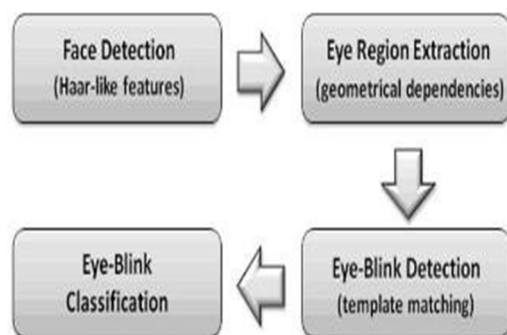 Face Detection
(Haar-like features)
Eye Region Extraction
(geometrical dependencies)
Eye-Blink Detection
(template matching)
Eye-Blink
Classification